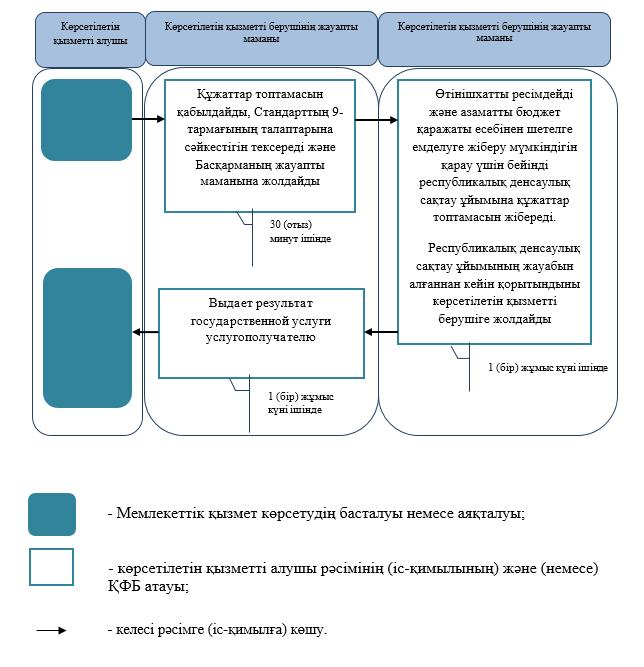 Көрсетілетін
қызметті алушы
Көрсетілетін қызметті берушінің жауапты
маманы
Көрсетілетін қызметті берушінің жауапты
маманы
Құжаттар топтамасын
қабылдайды, Стандарттың 9-
тармағының талаптарына
сәйкестігін тексереді және
Басқарманың жауапты
маманына жолдайды
30 (отыз)
минут ішінде
Өтінішхатты ресімдейді
және азаматты бюджет
қаражаты есебінен шетелге
емделуге жіберу мүмкіндігін
қарау үшін бейінді
республикалық денсаулық
сақтау ұйымына құжаттар
топтамасын жібереді.
Республикалық денсаулық
сақтау ұйымының жауабын
алғаннан кейін қорытындыны
көрсетілетін қызметті
берушіге жолдайды
1 (бір) жұмыс күні ішінде
Выдает результат
государственной услуги
услугополучателю
1 (бір) жұмыс
күні ішінде
- Мемлекеттік қызмет көрсетудің басталуы немесе аяқталуы;
- көрсетілетін қызметті алушы рәсімінің (іс-қимылының) және (немесе)
ҚФБ атауы;
- келесі рәсімге (іс-қимылға) көшу.